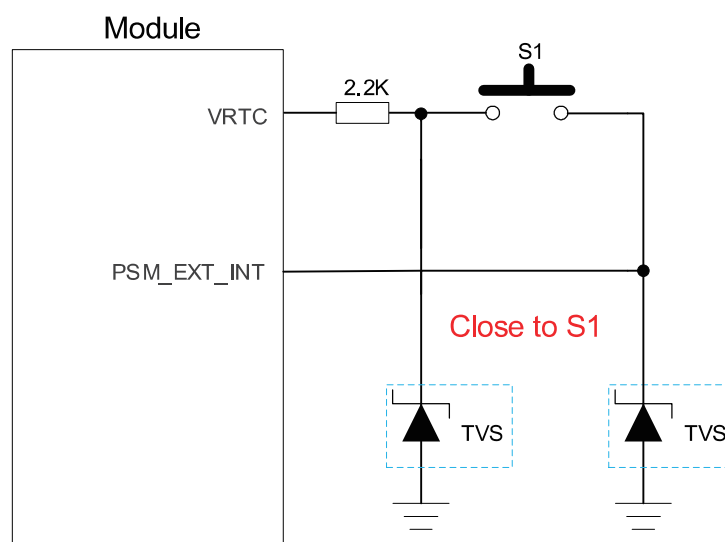 Module
S1
2.2K
VRTC
PSM_EXT_INT
Close to S1
TVS
TVS